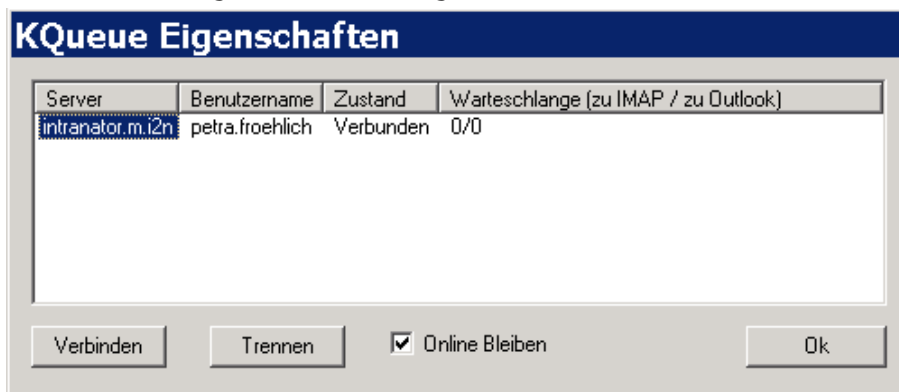 KQueue Eigenschaften
Server Benutzername Zustand Warteschlange (zu IMAP / zu Outlook)
intranator.m.i2n petra.froehlich Verbunden 0/0
Verbinden Trennen Online Bleiben Ok